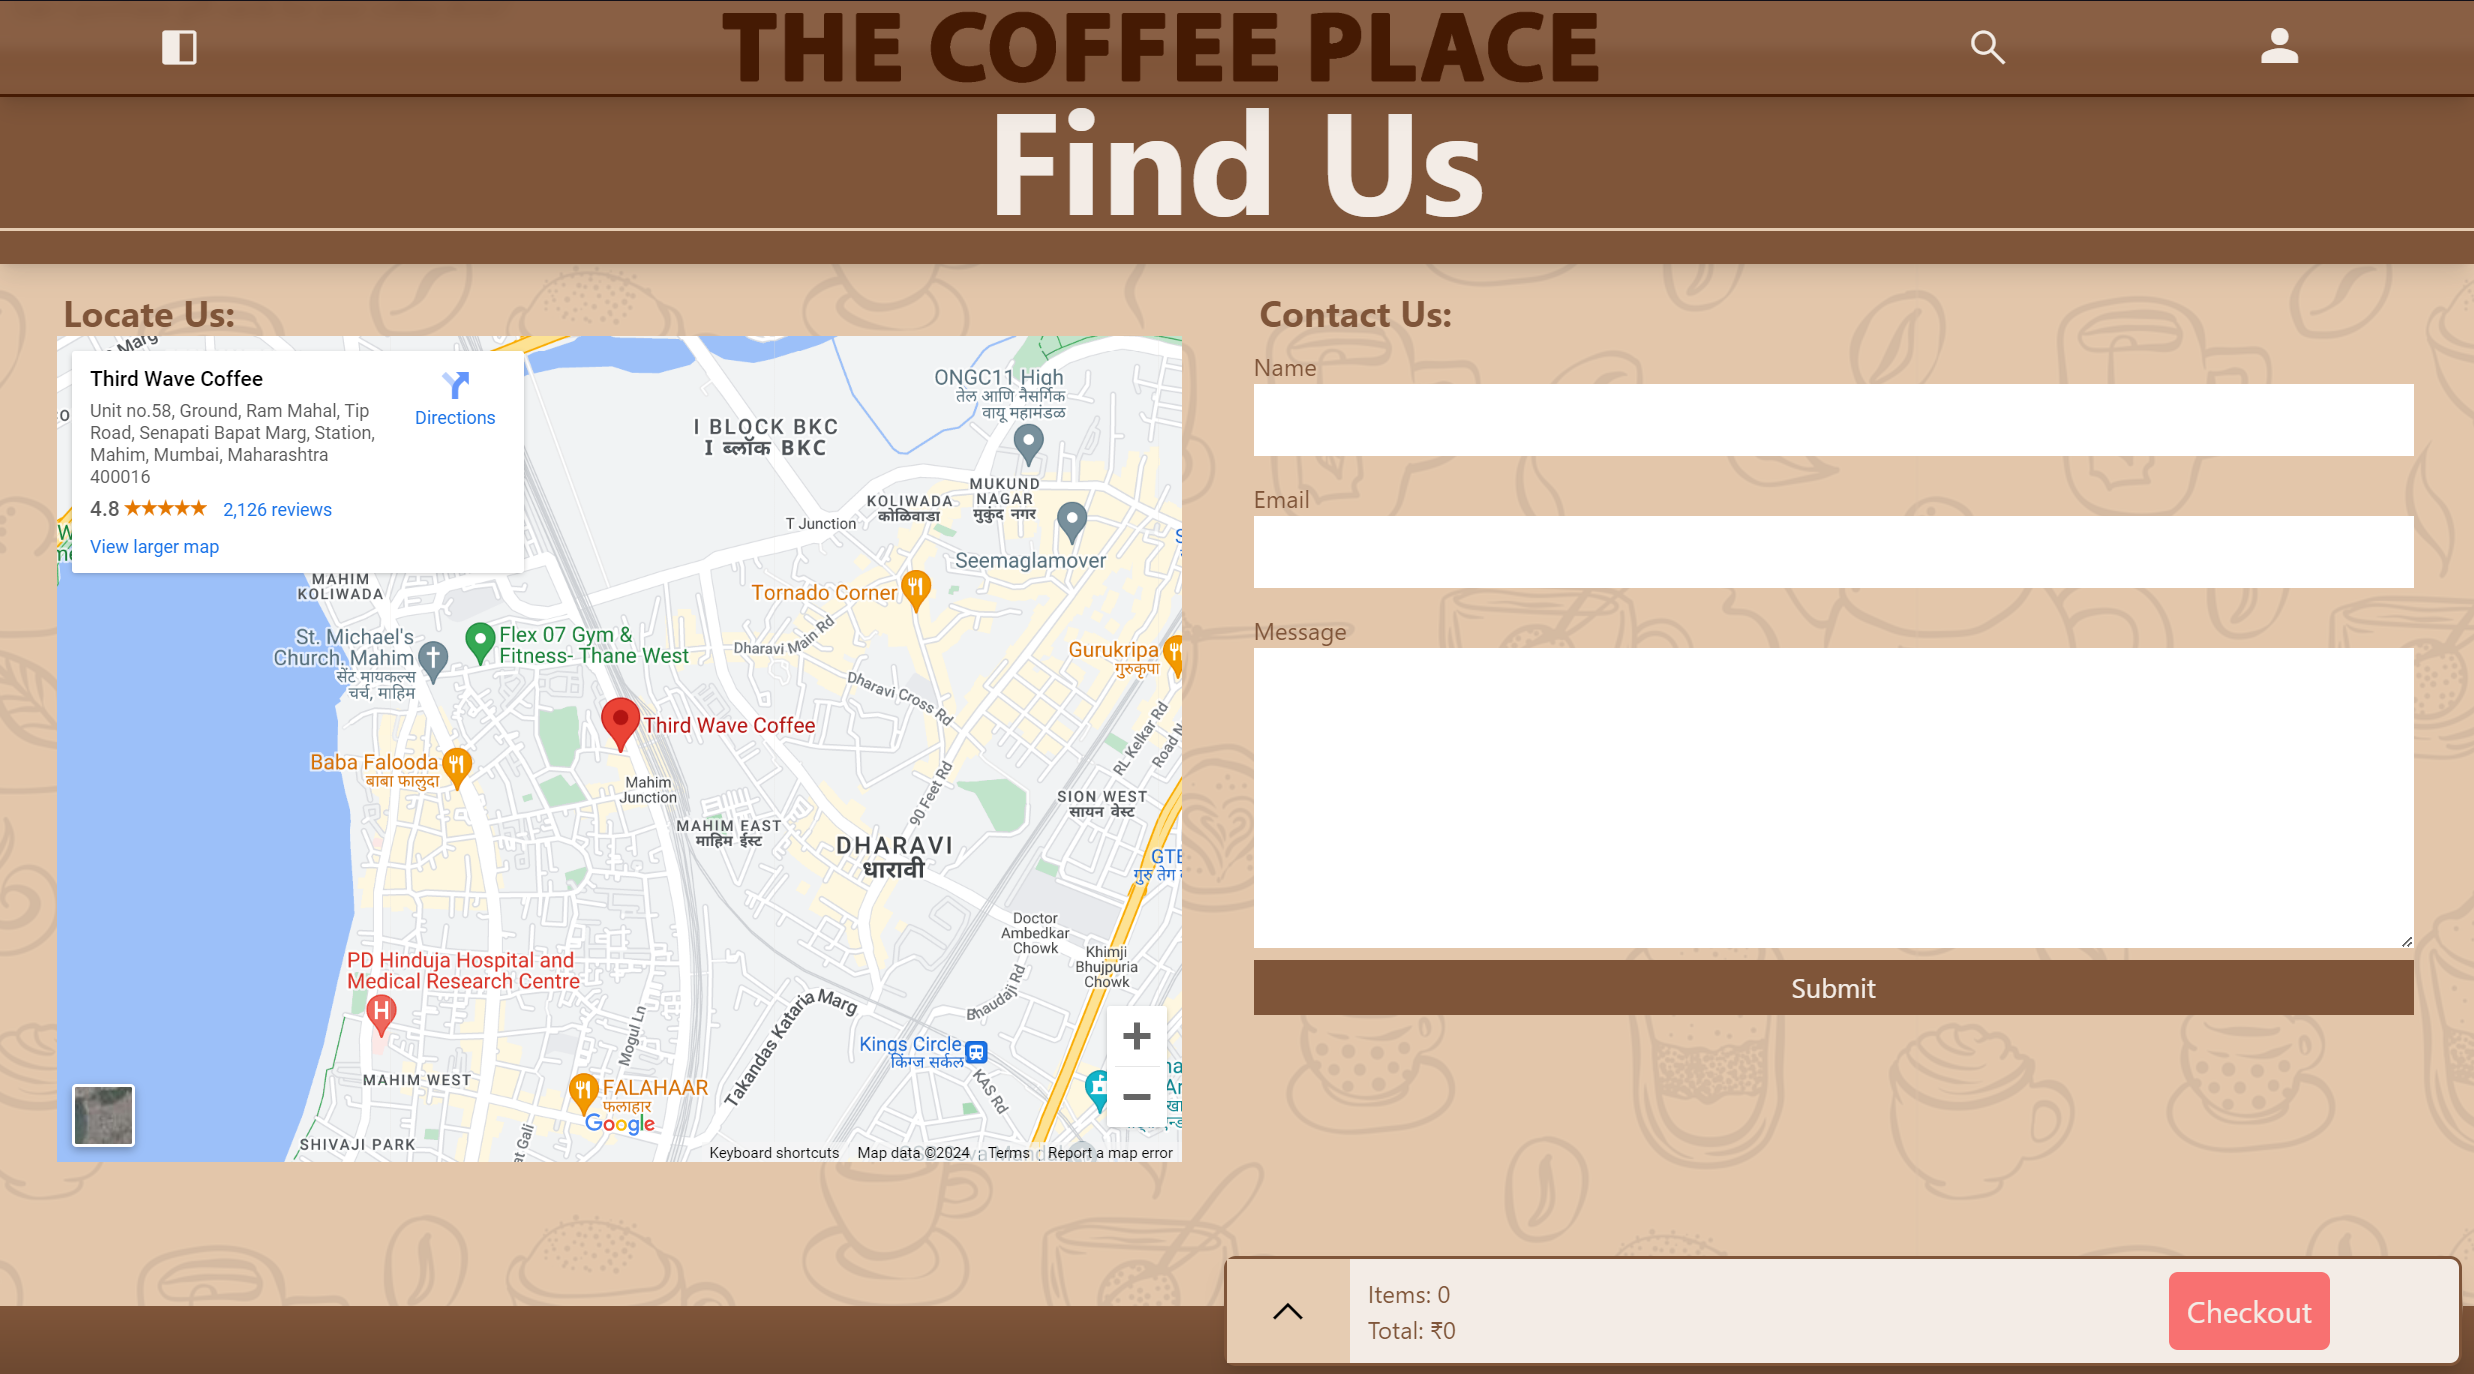 THE COFFEE PLACE
Find Us
Locate Us:
Third Wave Coffee
Directions
Unit no.58, Ground, Ram Mahal, Tip
Road, Senapati Bapat Marg, Station,
Mahim, Mumbai, Maharashtra
400016
4.8
2,126 reviews
View larger map
Marg
ONGC11 High
तेल आणि नैसर्गिक
वायू महामंडळ
I BLOCK BKC
I ब्लॉक BKC
KOLIWADA
कोळिवाडा
MUKUND
NAGAR
मुकुंद नगर
T Junction
Seemaglamover
MAHIM
KOLIWADA
Tornado Corner
St. Michael's
Church, Mahim
सेंट मायकल्स
चर्च, माहिम
Flex 07 Gym &
Fitness- Thane West
Dharavi Main Rd
Gurukripa
गुरुकृपा
Dharavi Cross Rd
Third Wave Coffee
RL Kelkar Rd
Road N
Baba Falooda
बाबा फालुदा
Mahim
Junction
90 Feet Rd
SION WEST
सायन वेस्ट
MAHIM EAST
माहिम ईस्ट
DHARAVI
धारावी
GTB
गुरु तेग
Doctor
Ambedkar
Chowk
Khimji
Bhujpuria
Chowk
PD Hinduja Hospital and
Medical Research Centre
H
Bhaudaji Rd
Takandas Kataria Marg
Mogul Ln
Kings Circle
किंग्ज सर्कल
KAS Rd
MAHIM WEST
FALAHAAR
फलाहार
Google
SHIVAJI PARK
at Gali
Keyboard shortcuts
Map data ©2024
Terms
Report a map error
Contact Us:
Name
Email
Message
Submit
Items: 0
Total: ₹0
Checkout